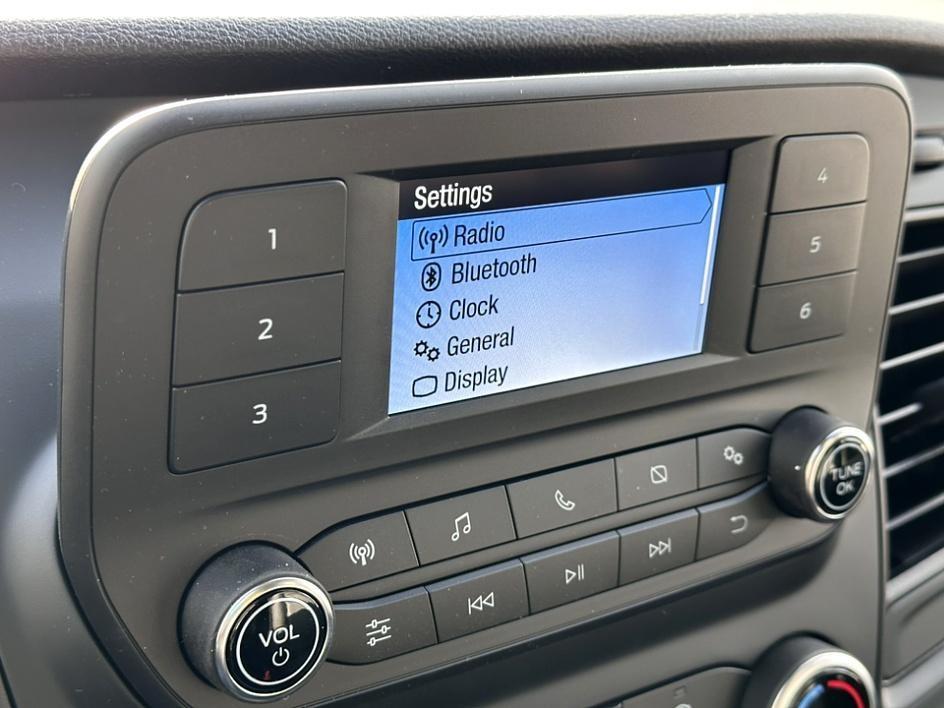 Settings
Radio
Bluetooth
Clock
General
Display
1
2
3
4
5
6
VOL
TUNE
OK